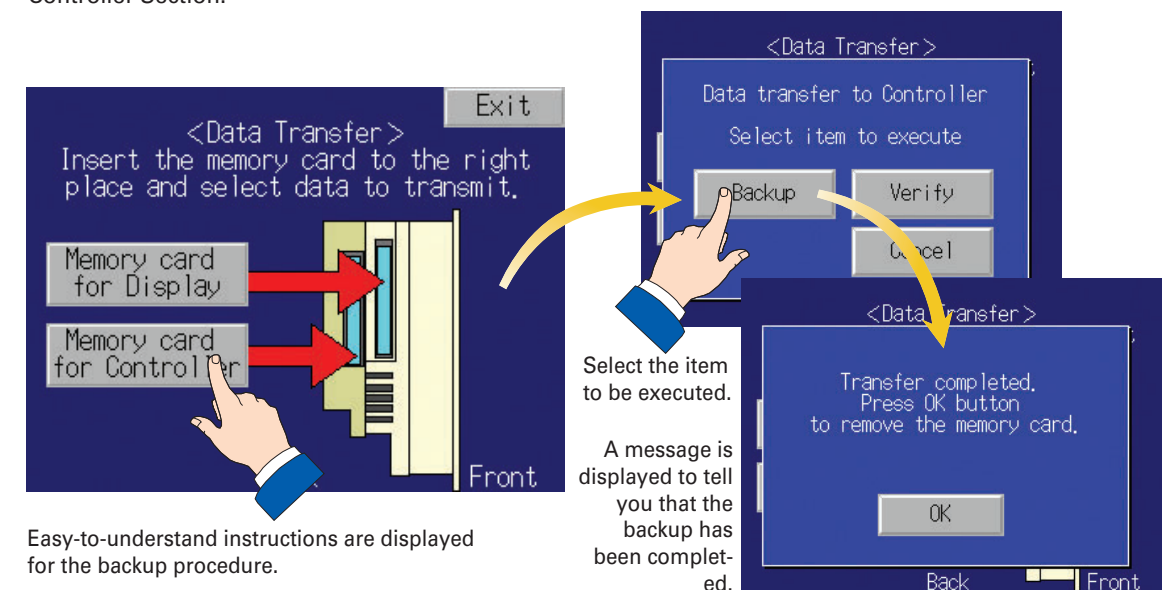 Controller Section.
Exit
<Data Transfer>
Insert the memory card to the right
place and select data to transmit.
Memory card
for Display
Memory card
for Controller
Front
Easy-to-understand instructions are displayed
for the backup procedure.
<Data Transfer>
Data transfer to Controller
Select item to execute
Backup
Verify
Cancel
Select the item
to be executed.
A message is
displayed to tell
you that the
backup has
been complet-
ed.
<Data Transfer>
Transfer completed.
Press OK button
to remove the memory card.
OK
Back
Front